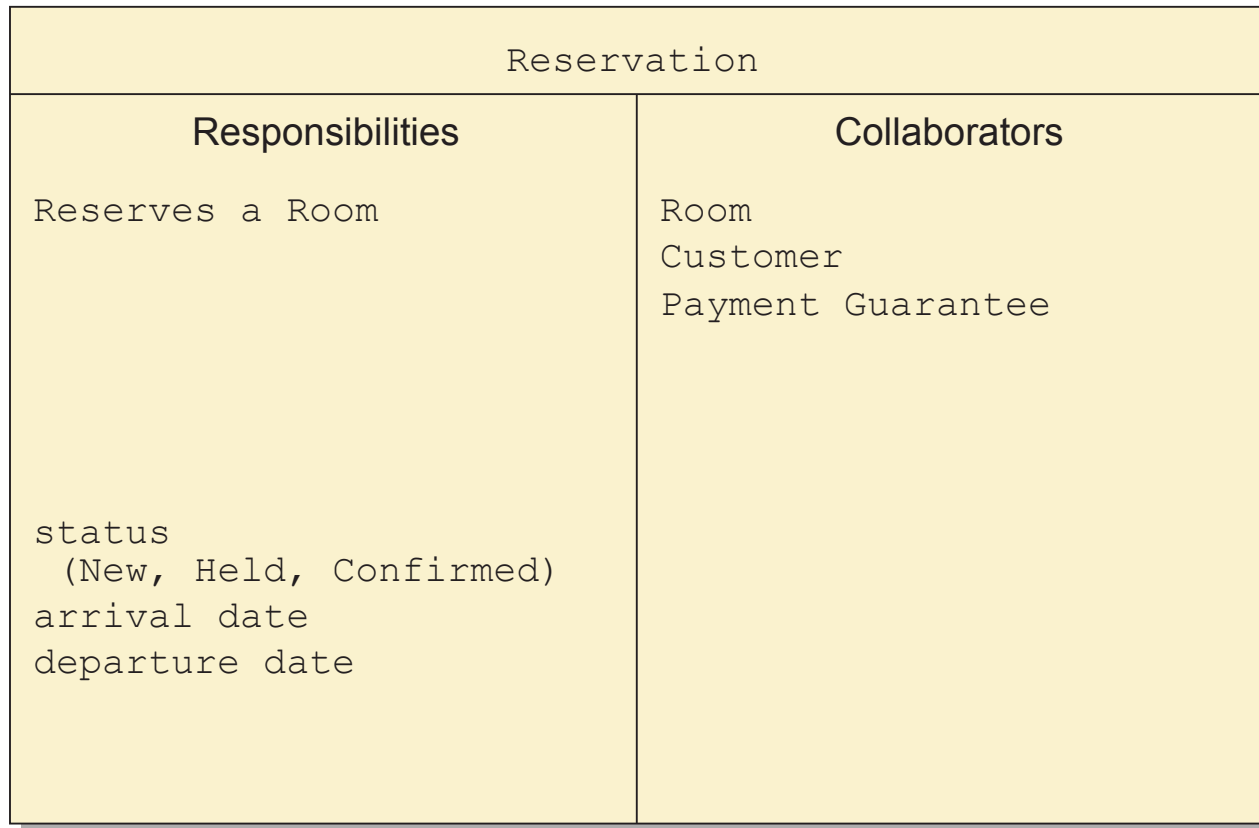 Reservation
Responsibilities
Reserves a Room
status
(New, Held, Confirmed)
arrival date
departure date
Collaborators
Room
Customer
Payment Guarantee